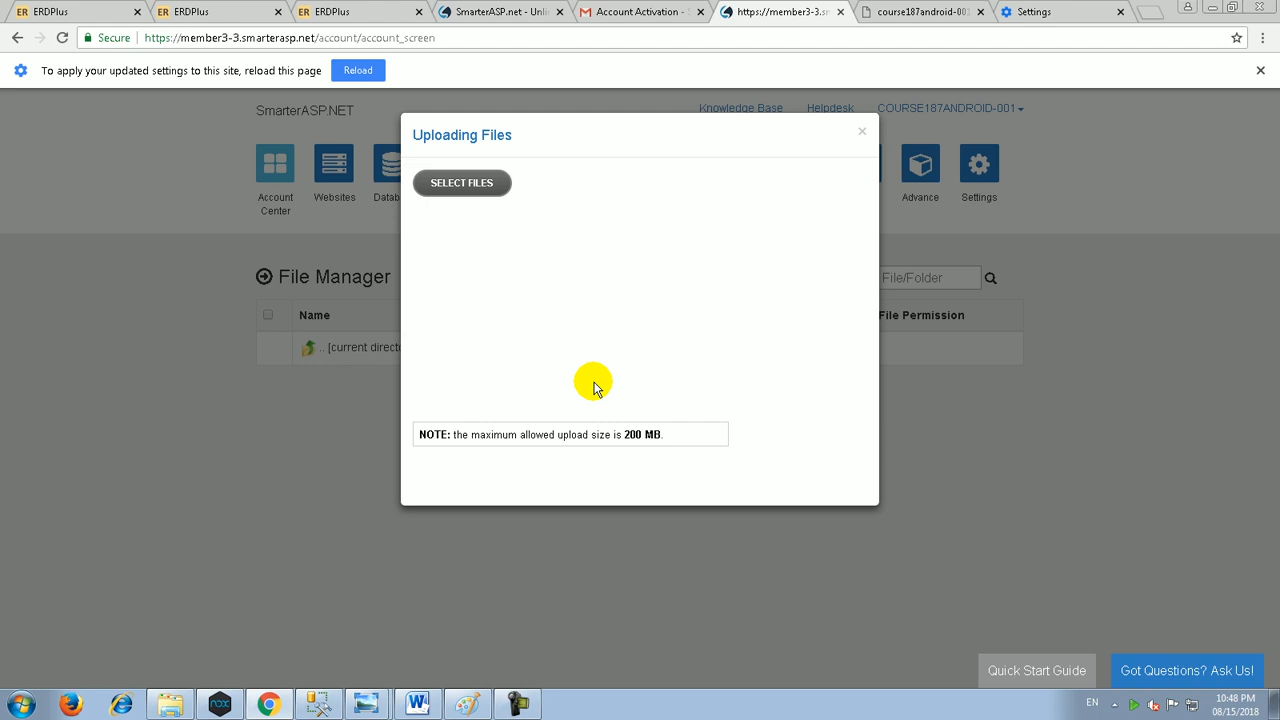 ERDPlus
ERDPlus
ERDPlus
SmarterASP.net - Unli
Account Activation -
https://member3-3.sm
course187android-001
Settings
Secure
https://member3-3.smarterasp.net/account/account_screen
To apply your updated settings to this site, reload this page
Reload
SmarterASP.NET
Knowledge Base
Helpdesk
COURSE187ANDROID-001
Uploading Files
SELECT FILES
Account
Center
Websites
Datab
Advance
Settings
File Manager
File/Folder
Name
File Permission
.. [current directo
NOTE: the maximum allowed upload size is 200 MB.
Quick Start Guide
Got Questions? Ask Us!
nox
W
EN
10:48 PM
08/15/2018